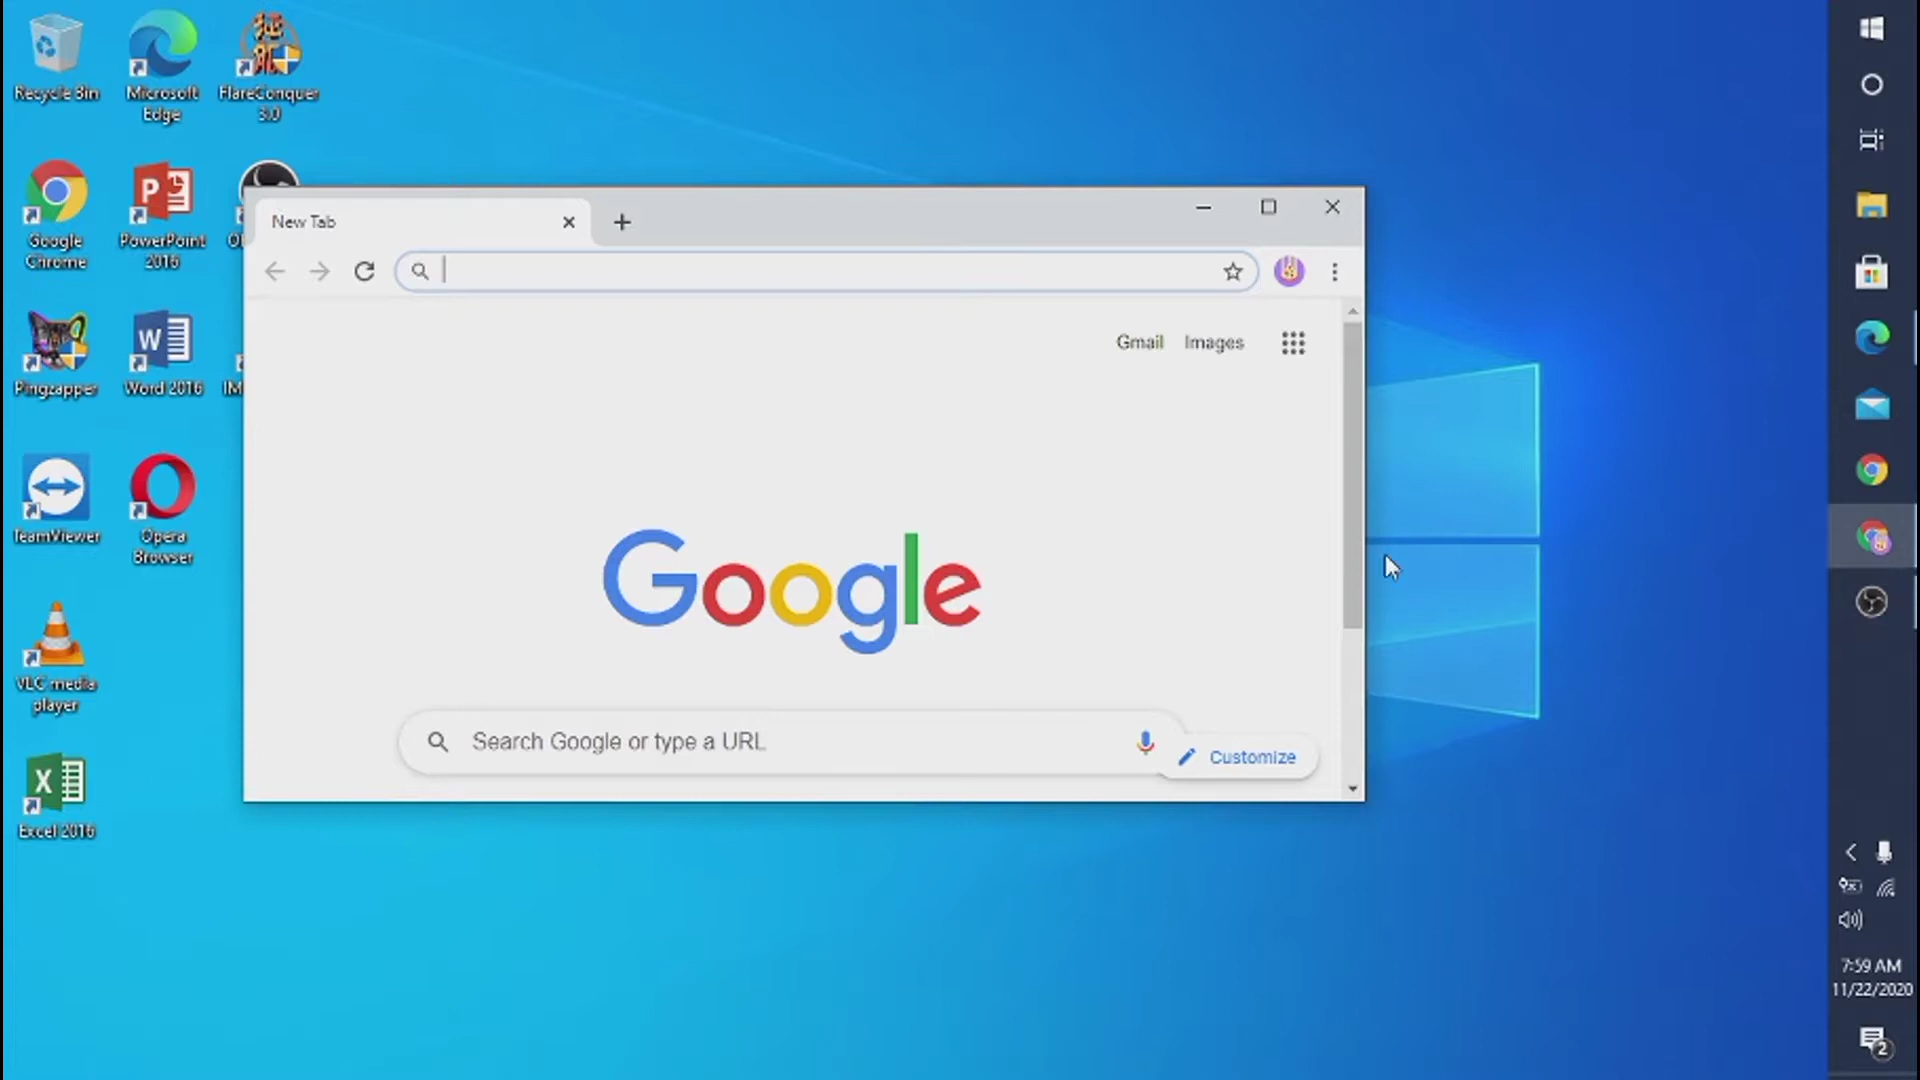 Recycle Bin
Microsoft
Edge
FlareConquer
3.0
Google
Chrome
PowerPoint
2016
Pingzapper
Word 2016
IM
TeamViewer
Opera
Browser
VLC media
player
Excel 2016
New Tab
Gmail
Images
Google
Search Google or type a URL
Customize
7:59 AM
11/22/2020
2